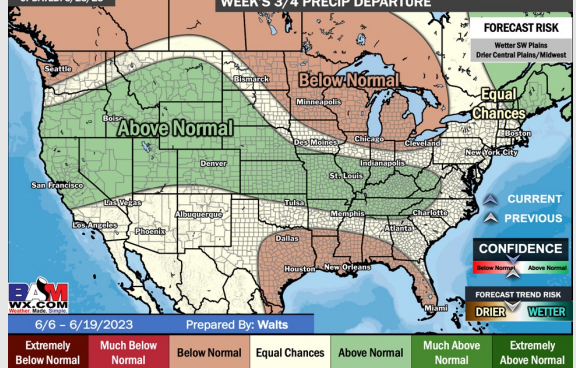 WEEK'S 3/4 PRECIP DEPARTURE
FORECAST RISK
Wetter SW Plains
Drier Central Plains/Midwest
Seattle
Bismarck
Below Normal
Minneapolis
Equal
Chances
Boise
Above Normal
Boston
Des Moines
Chicago
Cleveland
New York City
Denver
Indianapolis
St. Louis
San Francisco
CURRENT
Las Vegas
Tulsa
Memphis
Charlotte
PREVIOUS
Los Angeles
Albuquerque
Phoenix
Atlanta
Dallas
CONFIDENCE
Houston
New Orleans
Below Normal
Above Normal
BAM
WX.COM
Weather. Made. Simple.
FORECAST TREND RISK
Miami
DRIER
WETTER
6/6 – 6/19/2023
Prepared By: Walts
Extremely
Below Normal
Much Below
Normal
Below Normal
Equal Chances
Above Normal
Much Above
Normal
Extremely
Above Normal